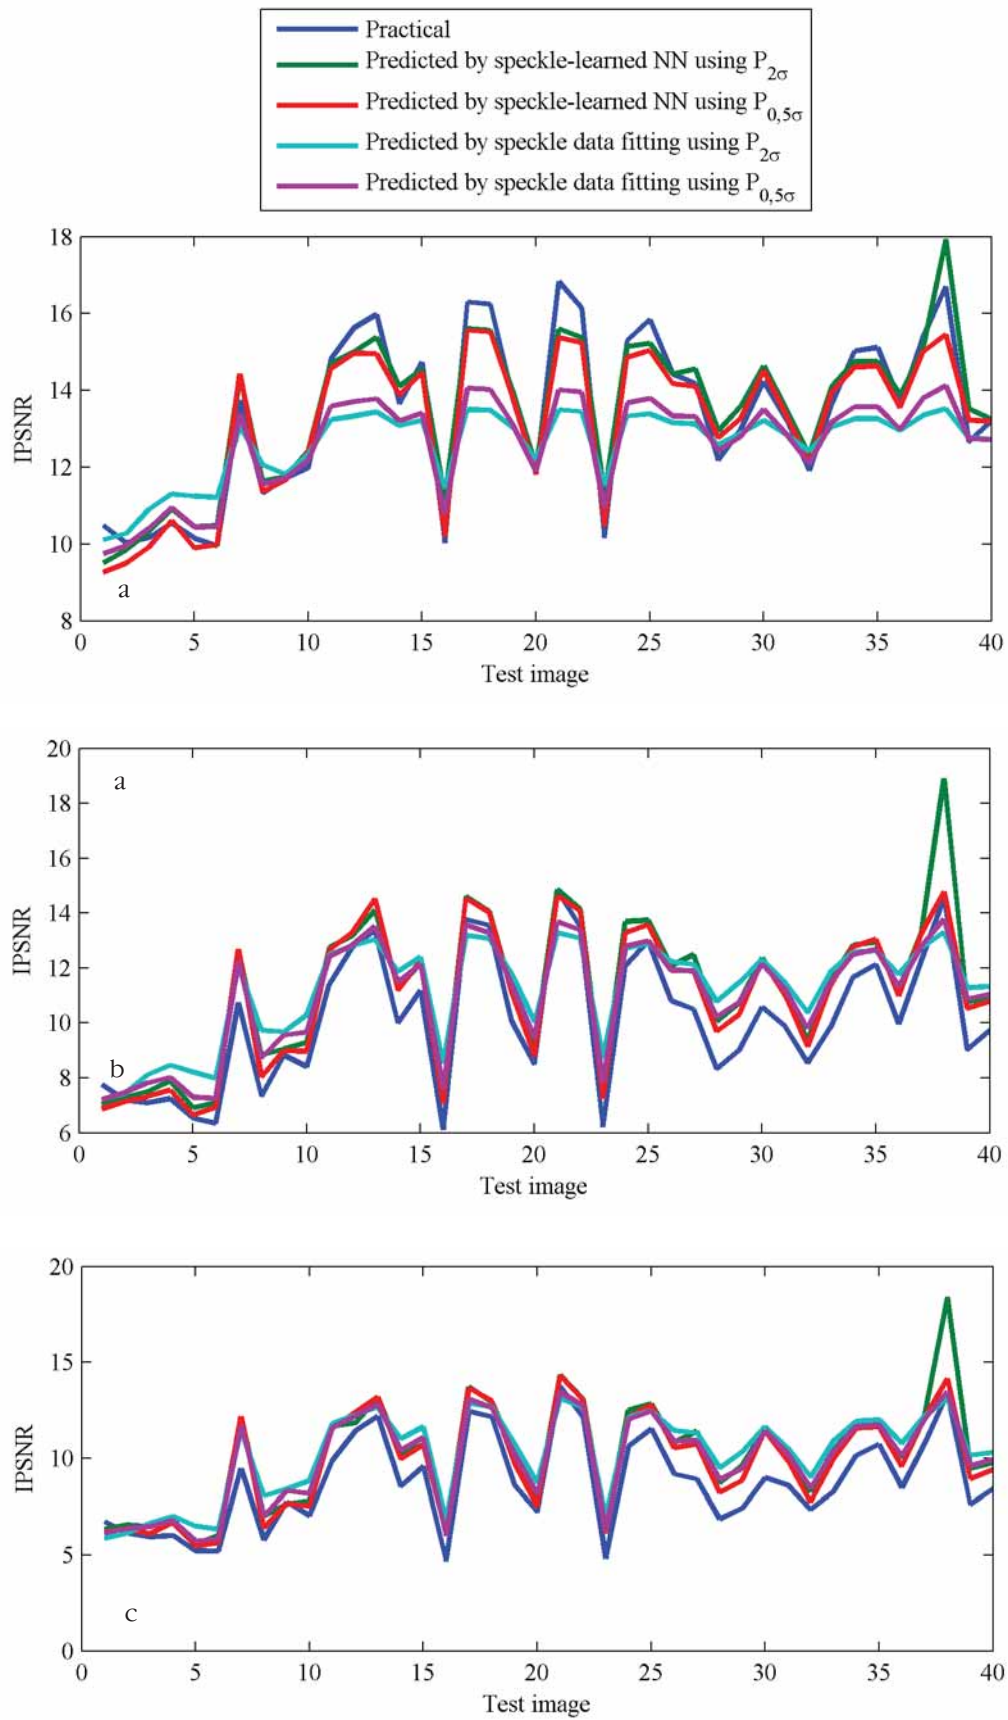 Practical
Predicted by speckle-learned NN using P2σ
Predicted by speckle-learned NN using P0,5σ
Predicted by speckle data fitting using P2σ
Predicted by speckle data fitting using P0,5σ
18
16
14
12
10
8
IPSNR
a
0 5 10 15 20 25 30 35 40
Test image
20
18
16
14
12
10
8
6
IPSNR
a
b
0 5 10 15 20 25 30 35 40
Test image
20
15
10
5
0
IPSNR
c
0 5 10 15 20 25 30 35 40
Test image